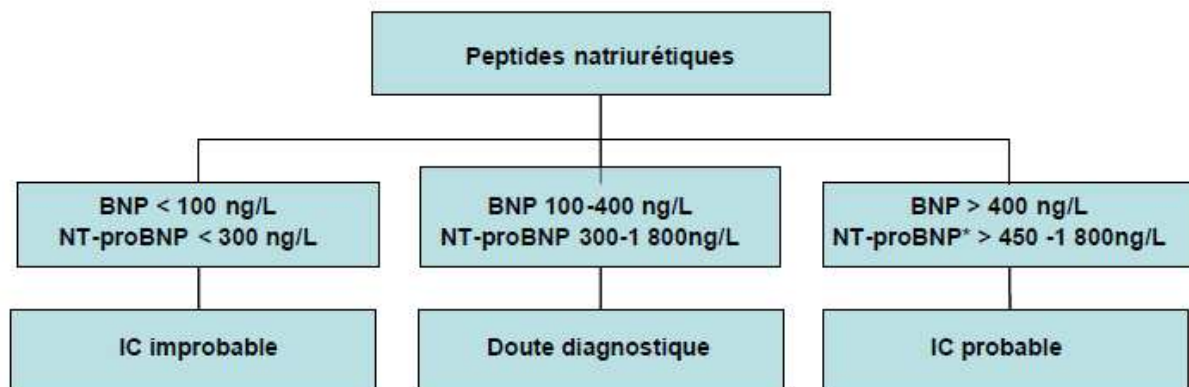 Peptides natriurétiques
BNP < 100 ng/L
NT-proBNP < 300 ng/L
BNP 100-400 ng/L
NT-proBNP 300-1 800ng/L
BNP > 400 ng/L
NT-proBNP* > 450 -1 800ng/L
IC improbable
Doute diagnostique
IC probable